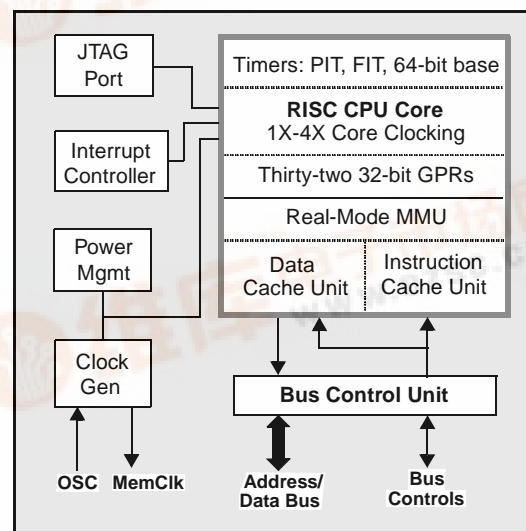 JTAG
Port
Interrupt
Controller
Power
Mgmt
Clock
Gen
OSC MemClk
Timers: PIT, FIT, 64-bit base
RISC CPU Core
1X-4X Core Clocking
Thirty-two 32-bit GPRs
Real-Mode MMU
Data
Cache Unit
Instruction
Cache Unit
Bus Control Unit
Address/
Data Bus
Bus
Controls